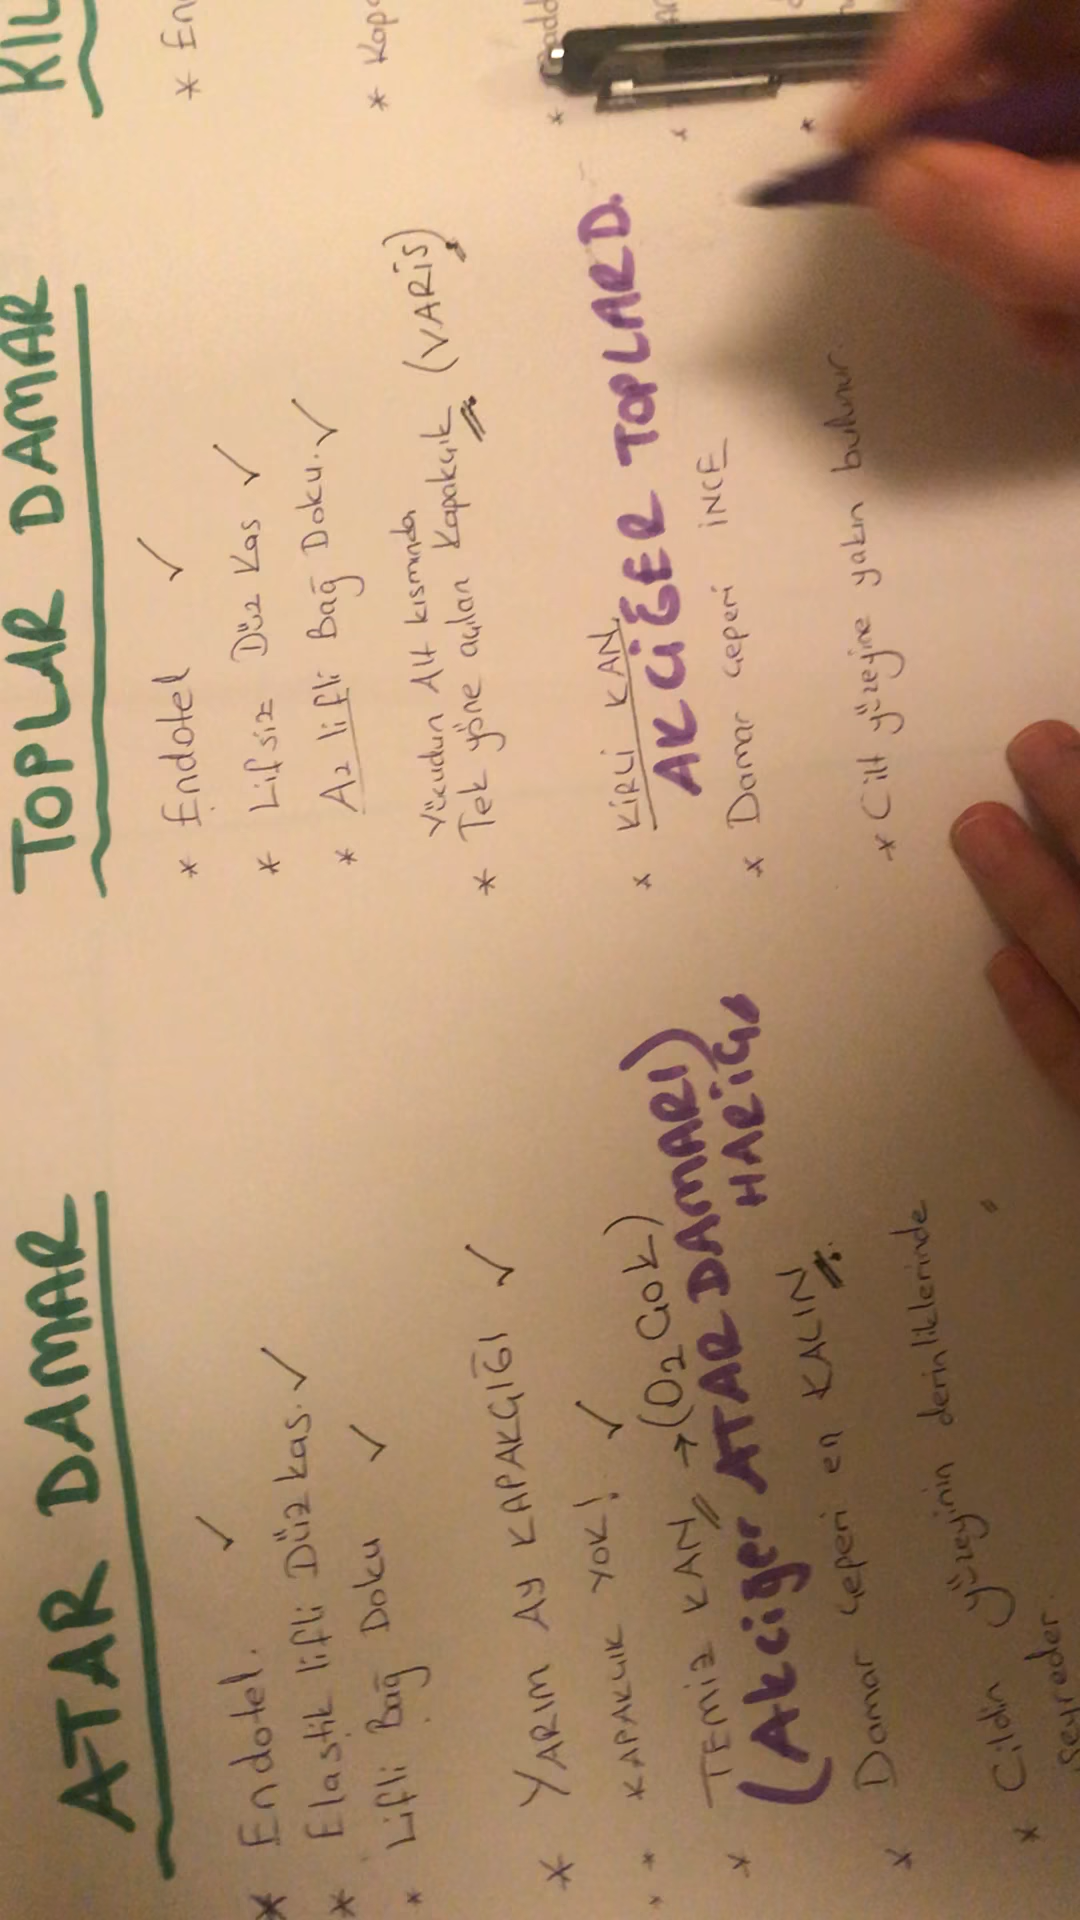 ATAR DAMAR
* Endotel.
* Elastik lifli Düz kas.
* Lifli Bağ Doku
* YARIM AY KAPAKÇIĞI
* KAPAKÇIK YOK!
* TEMİZ KAN → (O2 ÇOK)
(Akciğer ATAR DAMARI)
HARİÇ
* Damar çeperi en KALIN
* Cildin yüzeyinin derinliklerinde
seyreder.
TOPLAR DAMAR
* Endotel
* Lifsiz Düz Kas
* Az lifli Bağ Doku.
Vücudun Alt kısmında
* Tek yöne açılan Kapakçık (VARİS)
* KİRLİ KAN
AKCİĞER TOPLAR D.
* Damar çeperi İNCE
* Cilt yüzeyine yakın bulunur.
KIL
* En
* Kap